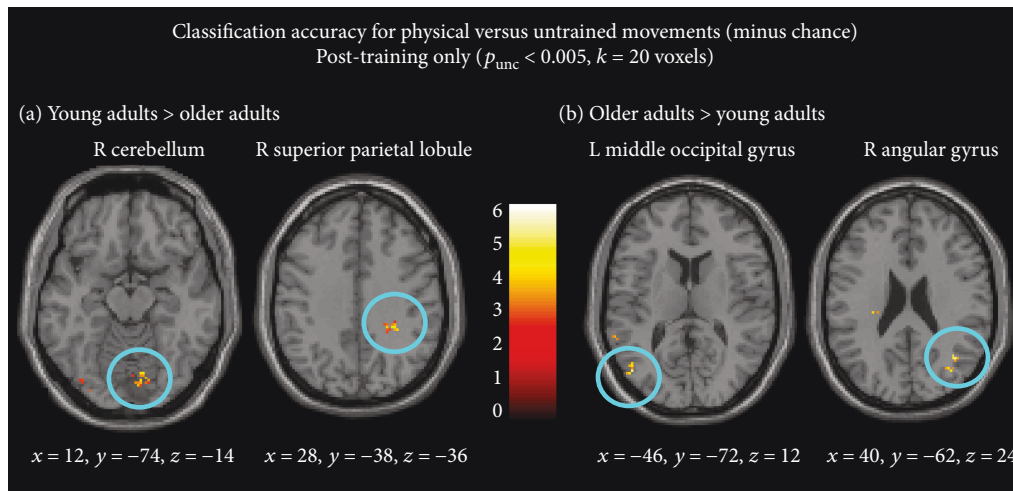 Classification accuracy for physical versus untrained movements (minus chance)
Post-training only (p_unc < 0.005, k = 20 voxels)
(a) Young adults > older adults
(b) Older adults > young adults
R cerebellum
R superior parietal lobule
L middle occipital gyrus
R angular gyrus
6
5
4
3
2
1
0
x = 12, y = −74, z = −14
x = 28, y = −38, z = −36
x = −46, y = −72, z = 12
x = 40, y = −62, z = 24